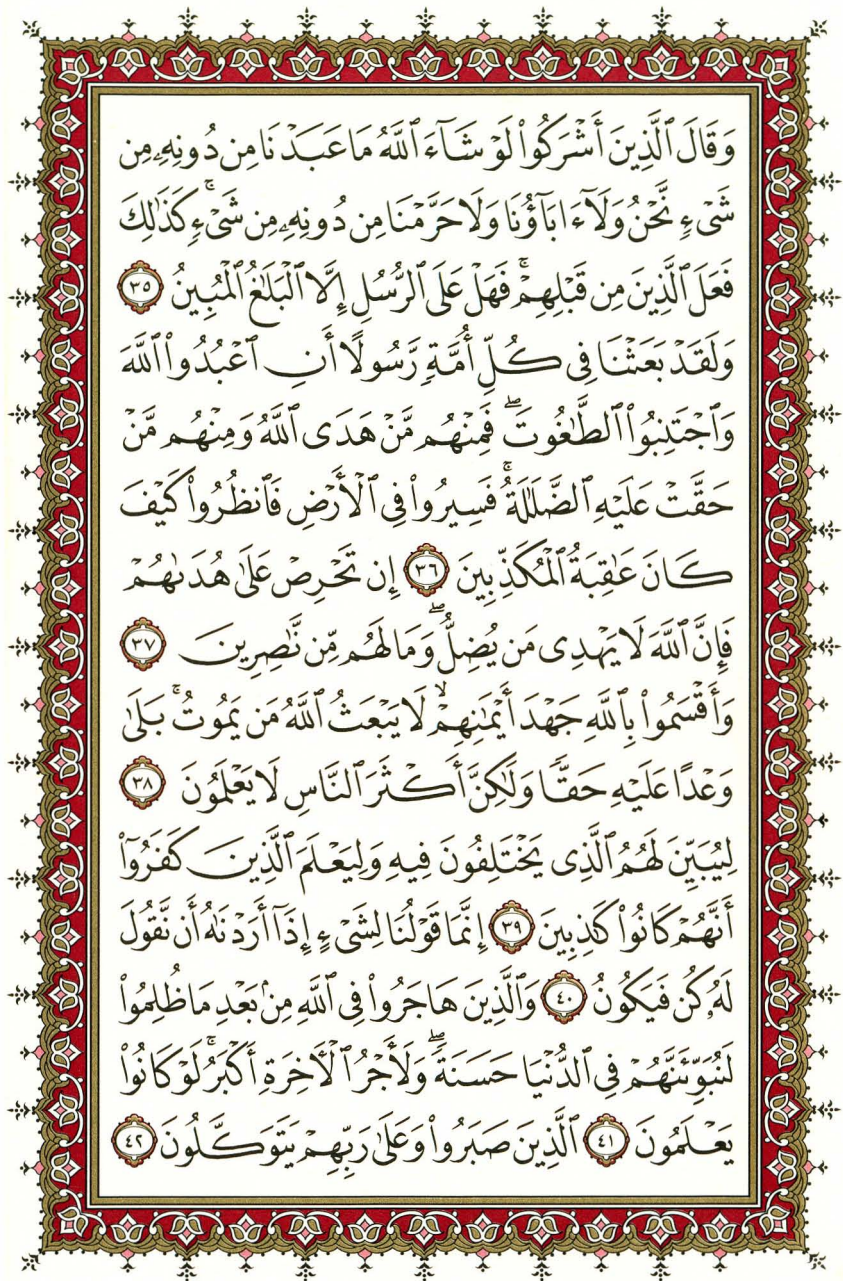 وَقَالَ ٱلَّذِينَ أَشْرَكُوا۟ لَوْ شَآءَ ٱللَّهُ مَا عَبَدْنَا مِن دُونِهِۦ مِن
شَىْءٍ نَّحْنُ وَلَآ ءَابَآؤُنَا وَلَا حَرَّمْنَا مِن دُونِهِۦ مِن شَىْءٍ ۚ كَذَٰلِكَ
فَعَلَ ٱلَّذِينَ مِن قَبْلِهِمْ ۚ فَهَلْ عَلَى ٱلرُّسُلِ إِلَّا ٱلْبَلَٰغُ ٱلْمُبِينُ ٣٥
وَلَقَدْ بَعَثْنَا فِى كُلِّ أُمَّةٍ رَّسُولًا أَنِ ٱعْبُدُوا۟ ٱللَّهَ
وَٱجْتَنِبُوا۟ ٱلطَّٰغُوتَ ۖ فَمِنْهُم مَّنْ هَدَى ٱللَّهُ وَمِنْهُم مَّنْ
حَقَّتْ عَلَيْهِ ٱلضَّلَٰلَةُ ۚ فَسِيرُوا۟ فِى ٱلْأَرْضِ فَٱنظُرُوا۟ كَيْفَ
كَانَ عَٰقِبَةُ ٱلْمُكَذِّبِينَ ٣٦ إِن تَحْرِصْ عَلَىٰ هُدَىٰهُمْ
فَإِنَّ ٱللَّهَ لَا يَهْدِى مَن يُضِلُّ ۖ وَمَا لَهُم مِّن نَّٰصِرِينَ ٣٧
وَأَقْسَمُوا۟ بِٱللَّهِ جَهْدَ أَيْمَٰنِهِمْ ۙ لَا يَبْعَثُ ٱللَّهُ مَن يَمُوتُ ۚ بَلَىٰ
وَعْدًا عَلَيْهِ حَقًّا وَلَٰكِنَّ أَكْثَرَ ٱلنَّاسِ لَا يَعْلَمُونَ ٣٨
لِيُبَيِّنَ لَهُمُ ٱلَّذِى يَخْتَلِفُونَ فِيهِ وَلِيَعْلَمَ ٱلَّذِينَ كَفَرُوٓا۟
أَنَّهُمْ كَانُوا۟ كَٰذِبِينَ ٣٩ إِنَّمَا قَوْلُنَا لِشَىْءٍ إِذَآ أَرَدْنَٰهُ أَن نَّقُولَ
لَهُۥ كُن فَيَكُونُ ٤٠ وَٱلَّذِينَ هَاجَرُوا۟ فِى ٱللَّهِ مِنۢ بَعْدِ مَا ظُلِمُوا۟
لَنُبَوِّئَنَّهُمْ فِى ٱلدُّنْيَا حَسَنَةً ۖ وَلَأَجْرُ ٱلْءَاخِرَةِ أَكْبَرُ ۚ لَوْ كَانُوا۟
يَعْلَمُونَ ٤١ ٱلَّذِينَ صَبَرُوا۟ وَعَلَىٰ رَبِّهِمْ يَتَوَكَّلُونَ ٤٢